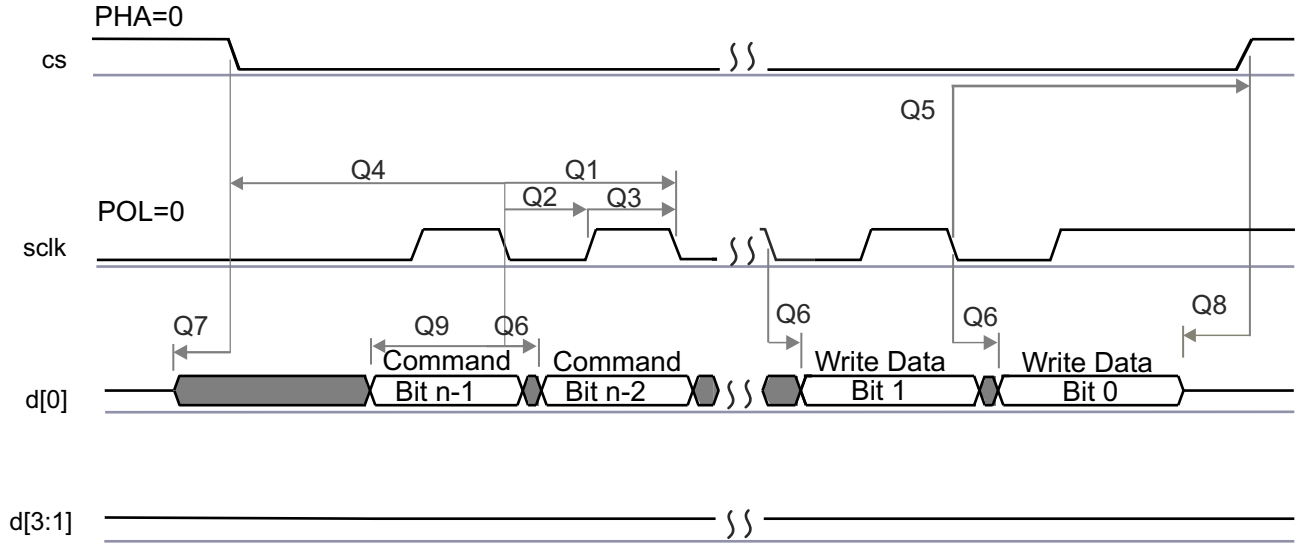 PHA=0
cs
Q5
Q4
Q1
Q2
Q3
POL=0
sclk
Q7
Q9
Q6
Q6
Q6
Q8
Command
Command
Write Data
Write Data
d[0]
Bit n-1
Bit n-2
Bit 1
Bit 0
d[3:1]